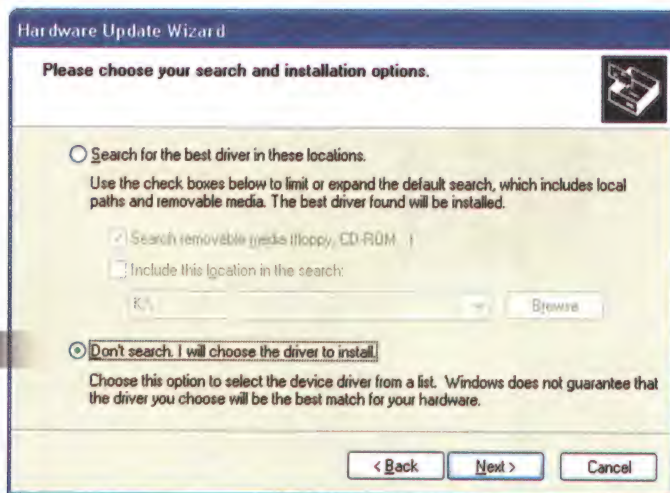 Hardware Update Wizard
Please choose your search and installation options.
Search for the best driver in these locations.
Use the check boxes below to limit or expand the default search, which includes local
paths and removable media. The best driver found will be installed.
Search removable media (floppy, CD-ROM...)
Include this location in the search:
K:\
Browse
Don't search. I will choose the driver to install.
Choose this option to select the device driver from a list. Windows does not guarantee that
the driver you choose will be the best match for your hardware.
< Back Next > Cancel